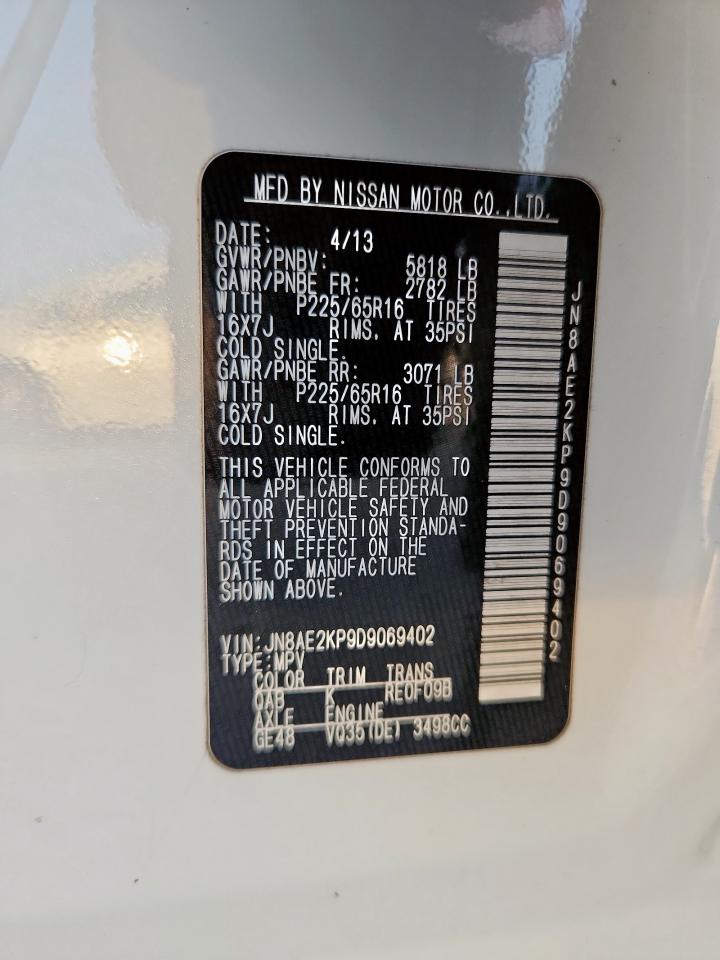 MFD BY NISSAN MOTOR CO.,LTD.
DATE: 4/13
GVWR/PNBV: 5818 LB
GAWR/PNBE FR: 2782 LB
WITH P225/65R16 TIRES
16X7J RIMS. AT 35PSI
COLD SINGLE.
GAWR/PNBE RR: 3071 LB
WITH P225/65R16 TIRES
16X7J RIMS. AT 35PSI
COLD SINGLE.
THIS VEHICLE CONFORMS TO
ALL APPLICABLE FEDERAL
MOTOR VEHICLE SAFETY AND
THEFT PREVENTION STANDA-
RDS IN EFFECT ON THE
DATE OF MANUFACTURE
SHOWN ABOVE.
VIN:JN8AE2KP9D9069402
TYPE:MPV
COLOR TRIM TRANS
QAB K RE0F09B
AXLE ENGINE
GE48 VQ35(DE) 3498CC
JN8AE2KP9D9069402